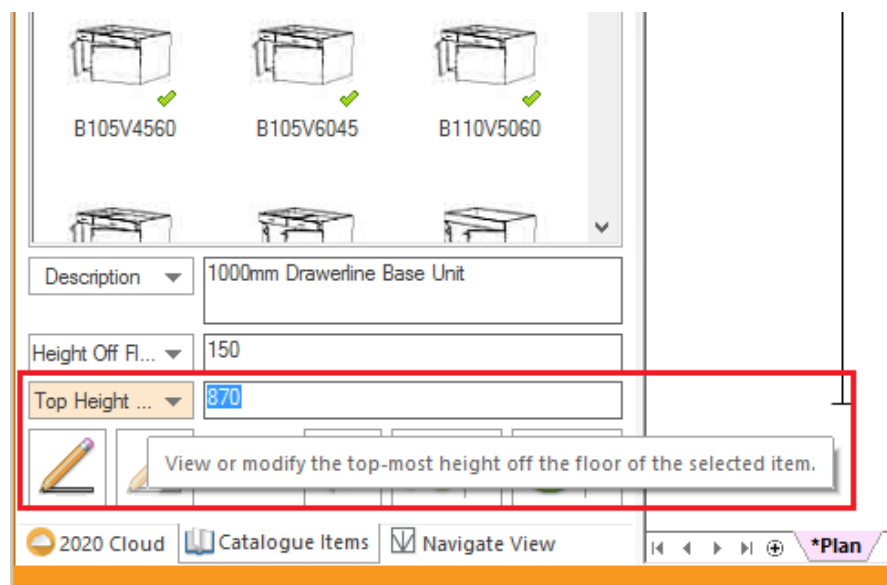 B105V4560 B105V6045 B110V5060
Description 1000mm Drawerline Base Unit
Height Off Fl... 150
Top Height ... 870
View or modify the top-most height off the floor of the selected item.
2020 Cloud Catalogue Items Navigate View *Plan